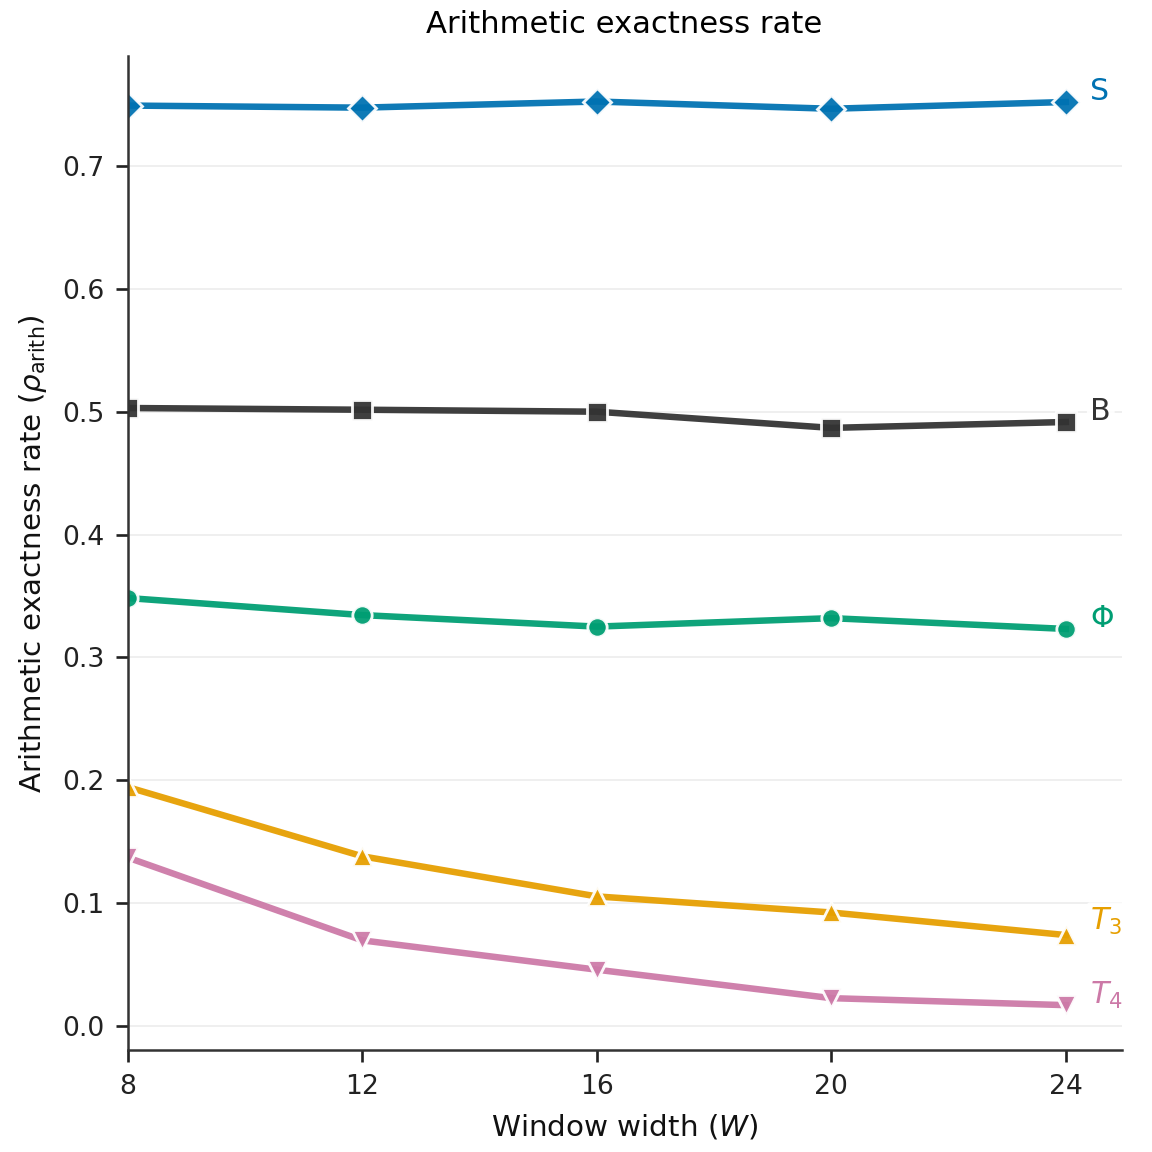 Arithmetic exactness rate
S
0.7
0.6
0.5
B
0.4
Φ
0.3
0.2
0.1
T₃
T₄
0.0
8 12 16 20 24
Window width (W)
Arithmetic exactness rate (ρ_arith)